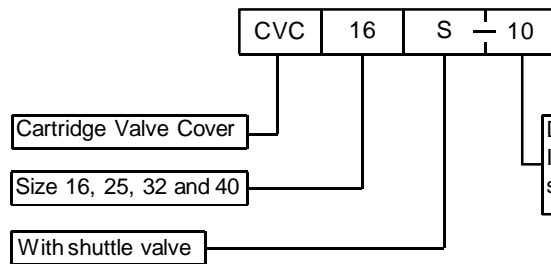 CVC 16 S – 10
Cartridge Valve Cover
Size 16, 25, 32 and 40
With shuttle valve